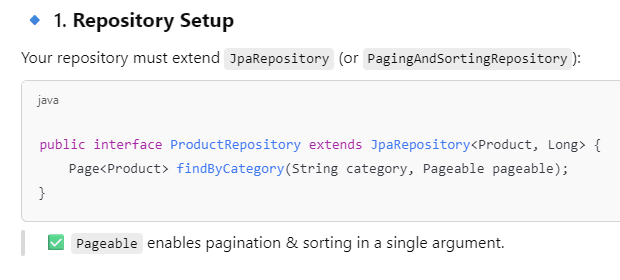 🔹 1. Repository Setup
Your repository must extend JpaRepository (or PagingAndSortingRepository):
java
public interface ProductRepository extends JpaRepository<Product, Long> {
    Page<Product> findByCategory(String category, Pageable pageable);
}
✅ Pageable enables pagination & sorting in a single argument.